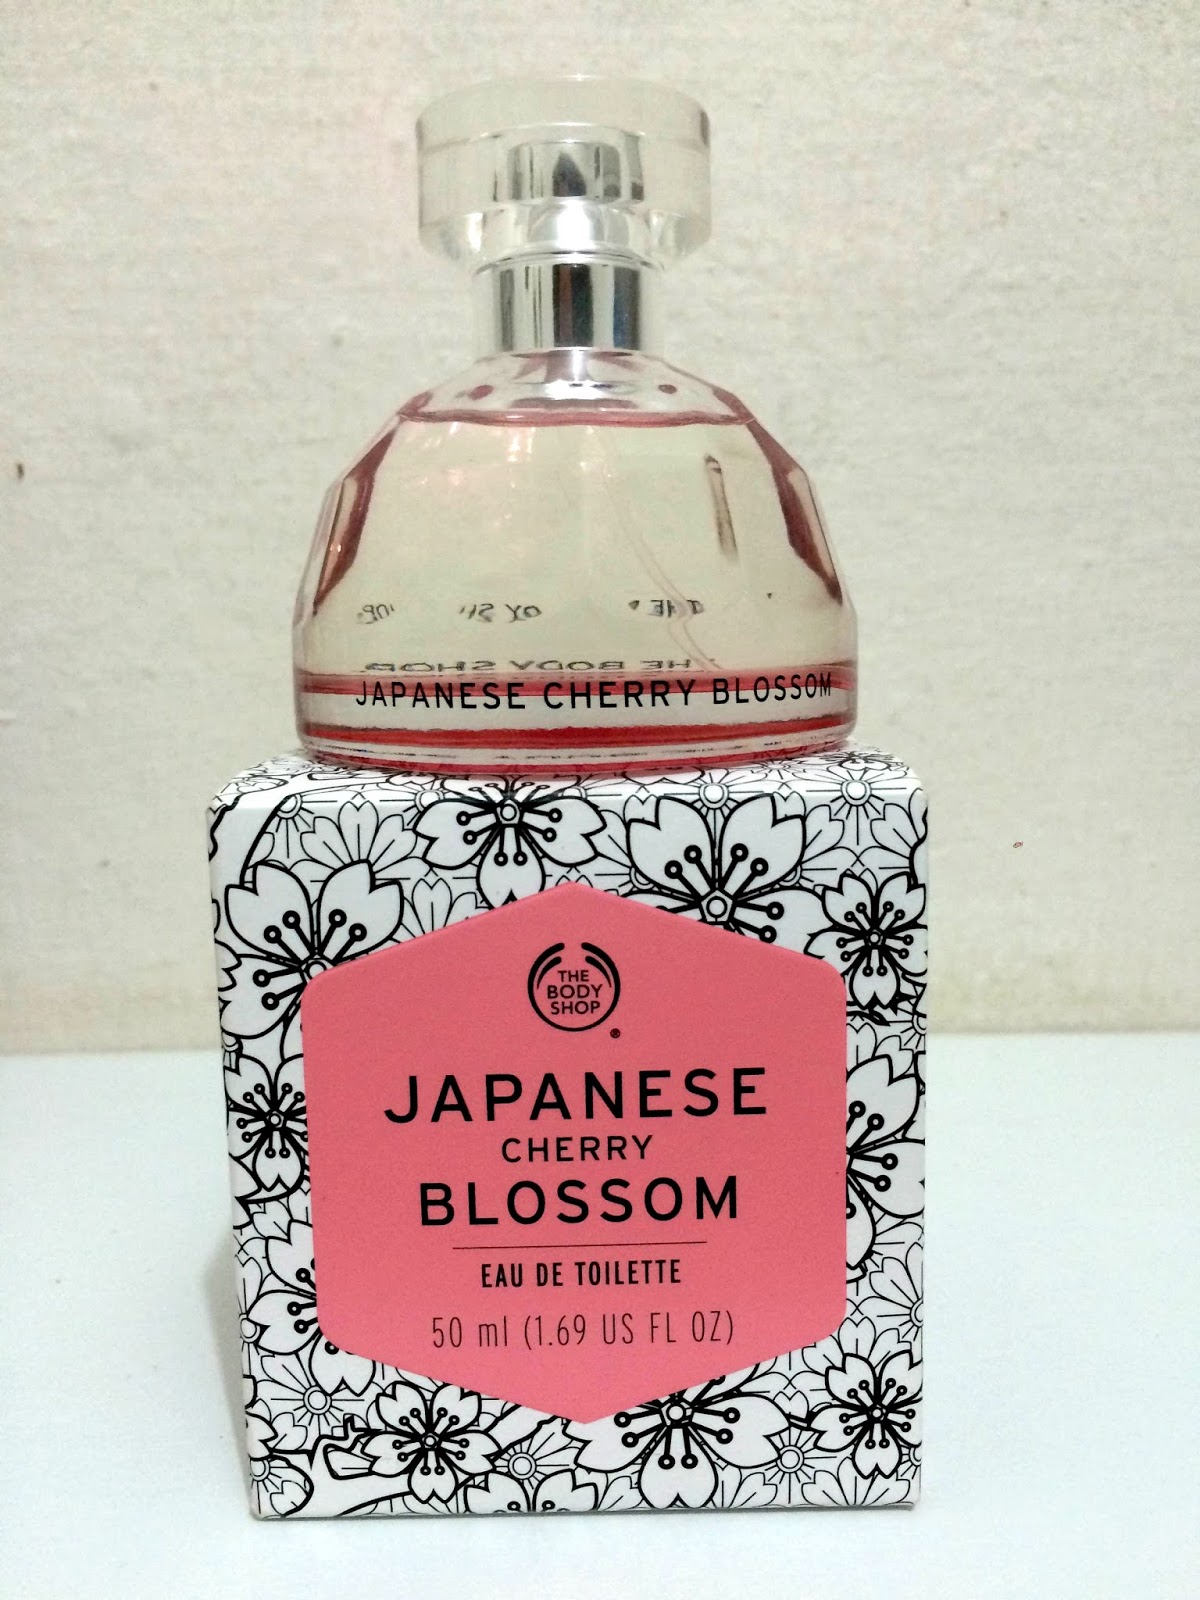 JAPANESE CHERRY BLOSSOM
THE
BODY
SHOP
®
JAPANESE
CHERRY
BLOSSOM
EAU DE TOILETTE
50 ml (1.69 US FL OZ)